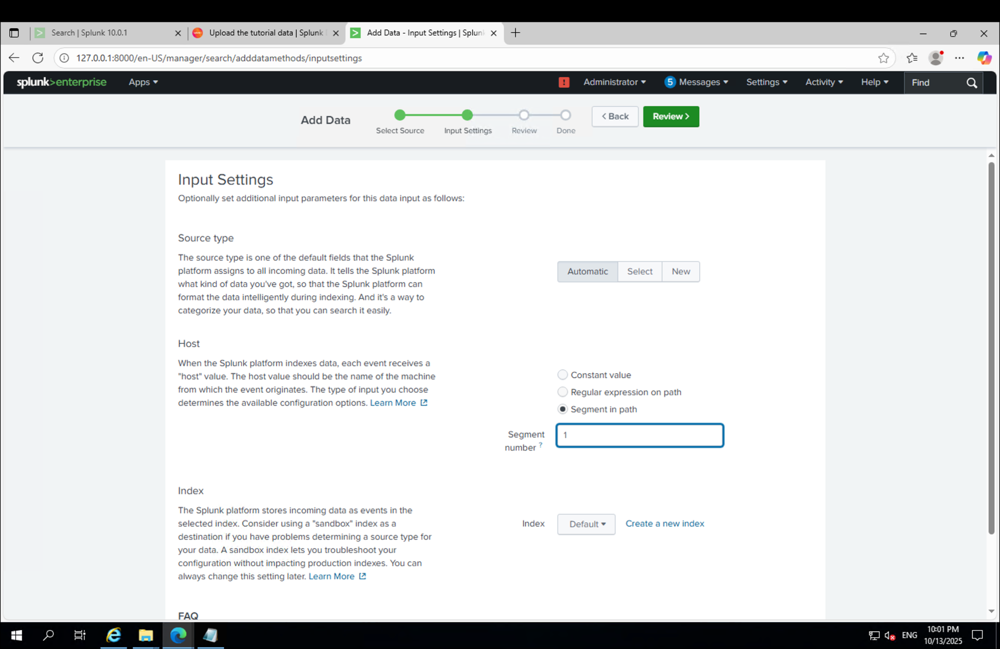 Search | Splunk 10.0.1
Upload the tutorial data | Splunk
Add Data - Input Settings | Splun
127.0.0.1:8000/en-US/manager/search/adddatamethods/inputsettings
splunk>enterprise
Apps
!
Administrator
5 Messages
Settings
Activity
Help
Find
Add Data
Select Source
Input Settings
Review
Done
< Back
Review >
Input Settings
Optionally set additional input parameters for this data input as follows:
Source type
The source type is one of the default fields that the Splunk
platform assigns to all incoming data. It tells the Splunk platform
what kind of data you've got, so that the Splunk platform can
format the data intelligently during indexing. And it's a way to
categorize your data, so that you can search it easily.
Automatic
Select
New
Host
When the Splunk platform indexes data, each event receives a
"host" value. The host value should be the name of the machine
from which the event originates. The type of input you choose
determines the available configuration options. Learn More
Constant value
Regular expression on path
Segment in path
Segment
number ?
1
Index
The Splunk platform stores incoming data as events in the
selected index. Consider using a "sandbox" index as a
destination if you have problems determining a source type for
your data. A sandbox index lets you troubleshoot your
configuration without impacting production indexes. You can
always change this setting later. Learn More
Index
Default
Create a new index
FAQ
ENG
10:01 PM
10/13/2025